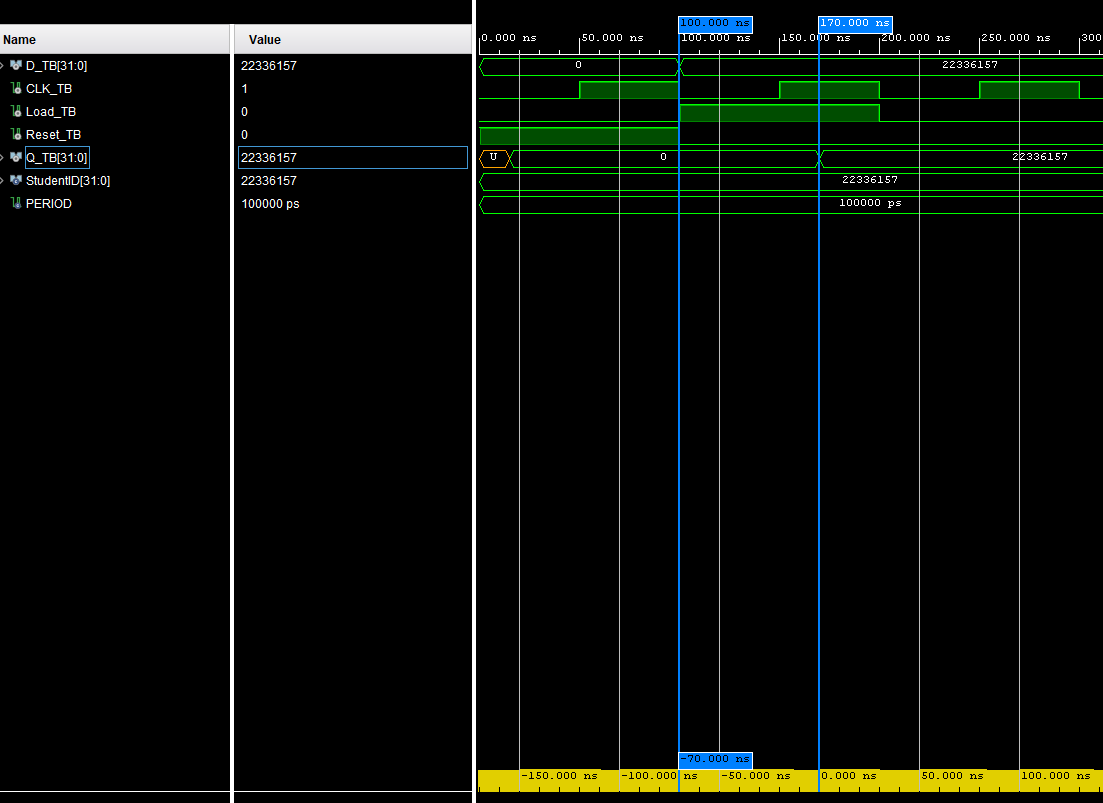 Name Value
100.000 ns 170.000 ns
0.000 ns 50.000 ns 100.000 ns 150.000 ns 200.000 ns 250.000 ns 300
D_TB[31:0] 22336157 0 22336157
CLK_TB 1
Load_TB 0
Reset_TB 0
Q_TB[31:0] 22336157 U 0 22336157
StudentID[31:0] 22336157 22336157
PERIOD 100000 ps 100000 ps
-70.000 ns
-150.000 ns -100.000 ns -50.000 ns 0.000 ns 50.000 ns 100.000 ns